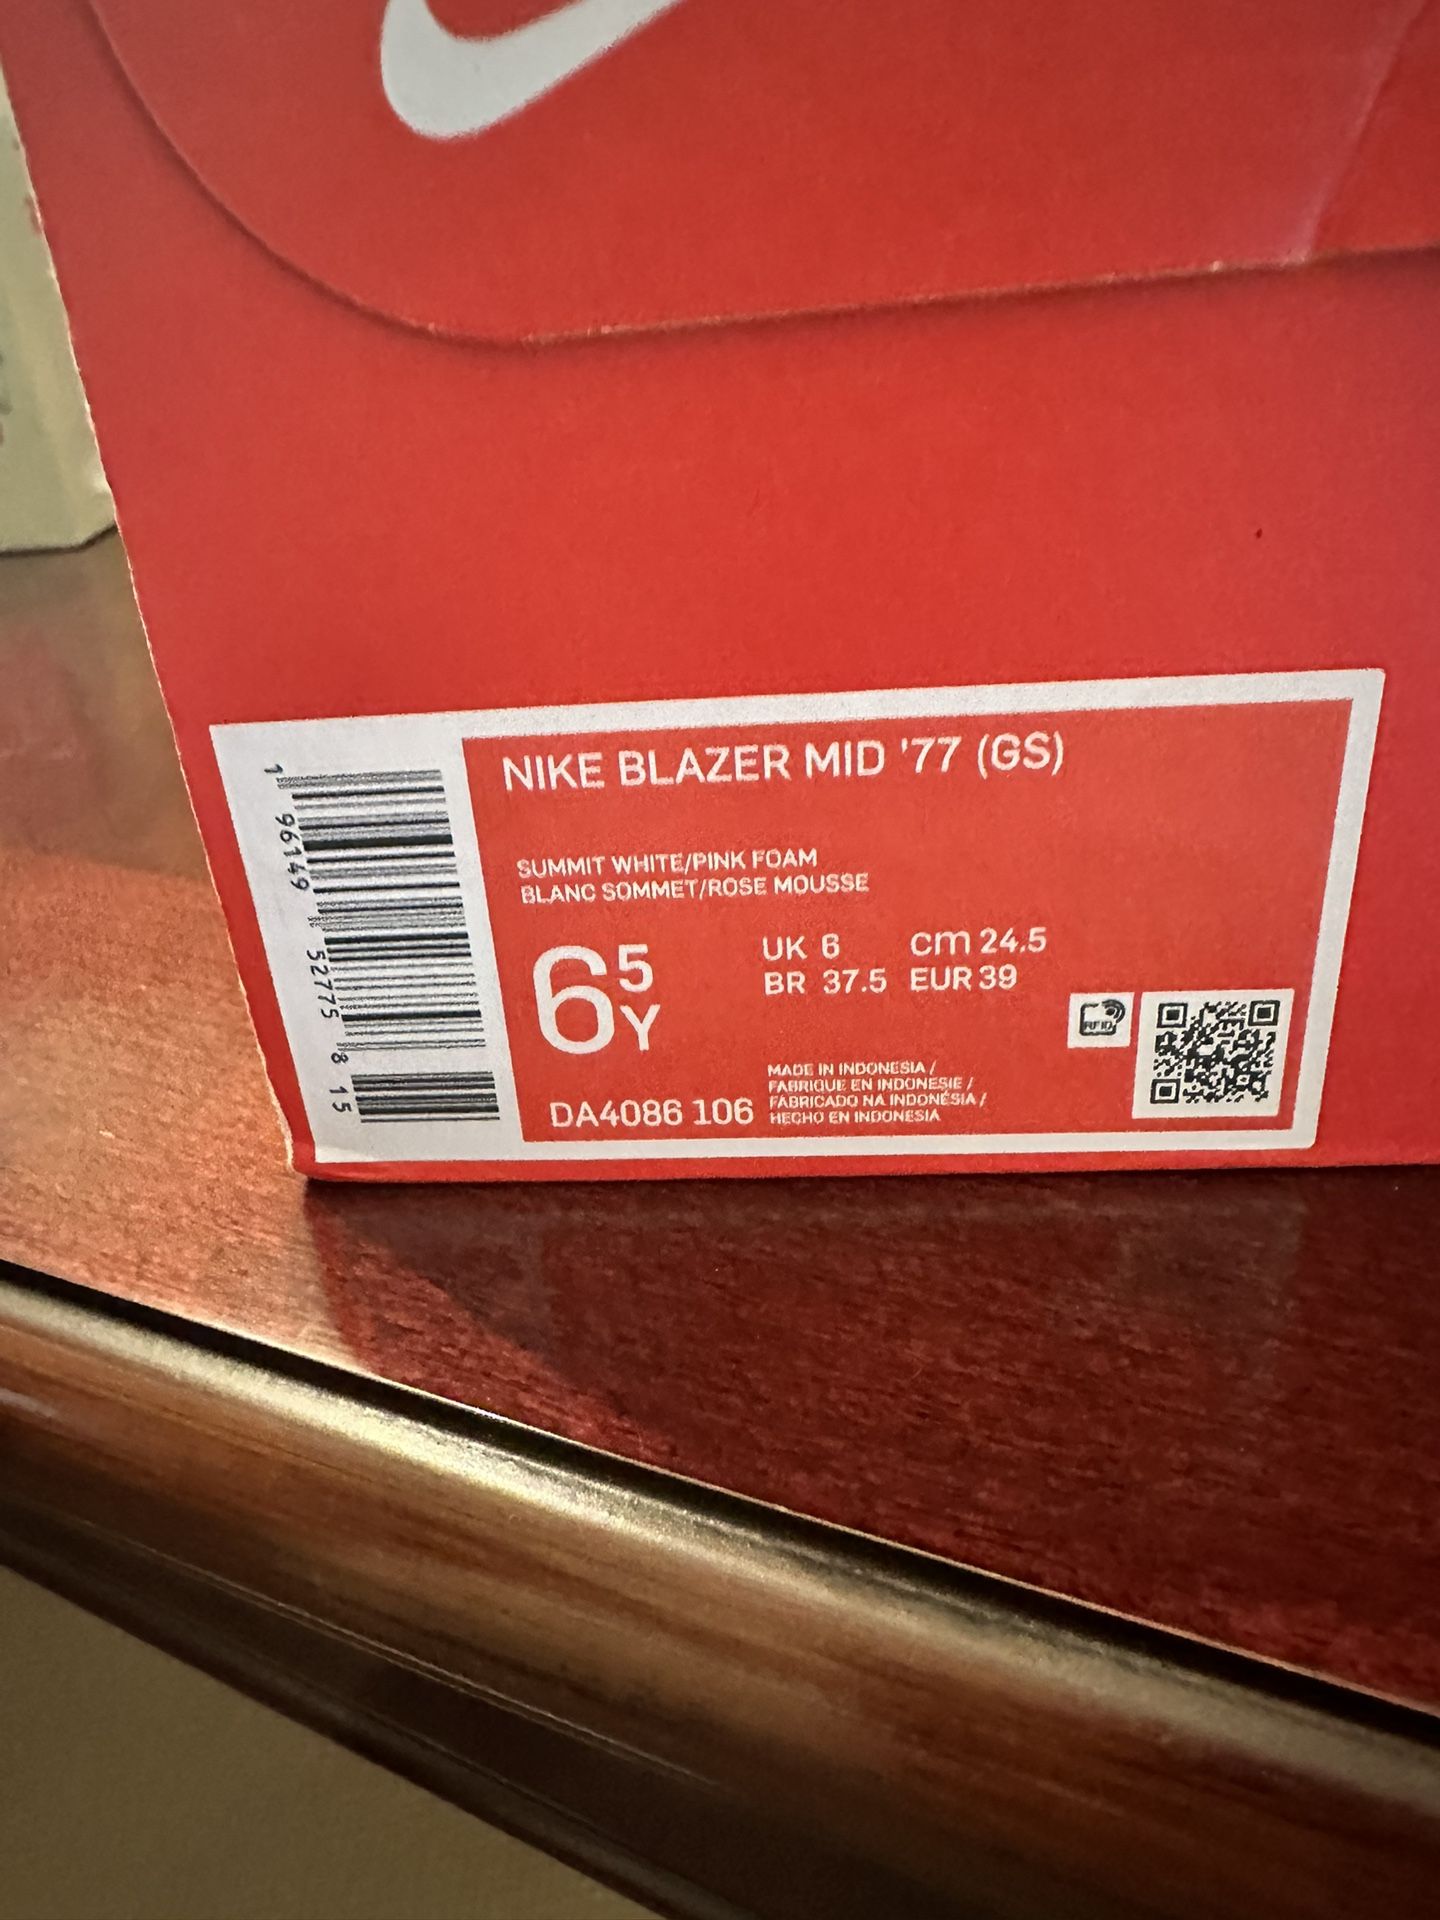 NIKE BLAZER MID '77 (GS)
SUMMIT WHITE/PINK FOAM
BLANC SOMMET/ROSE MOUSSE
6 5 Y
UK 6 cm 24.5
BR 37.5 EUR 39
DA4086 106
MADE IN INDONESIA /
FABRIQUE EN INDONESIE /
FABRICADO NA INDONÉSIA /
HECHO EN INDONESIA
RFID
1 96149 52775 8 15